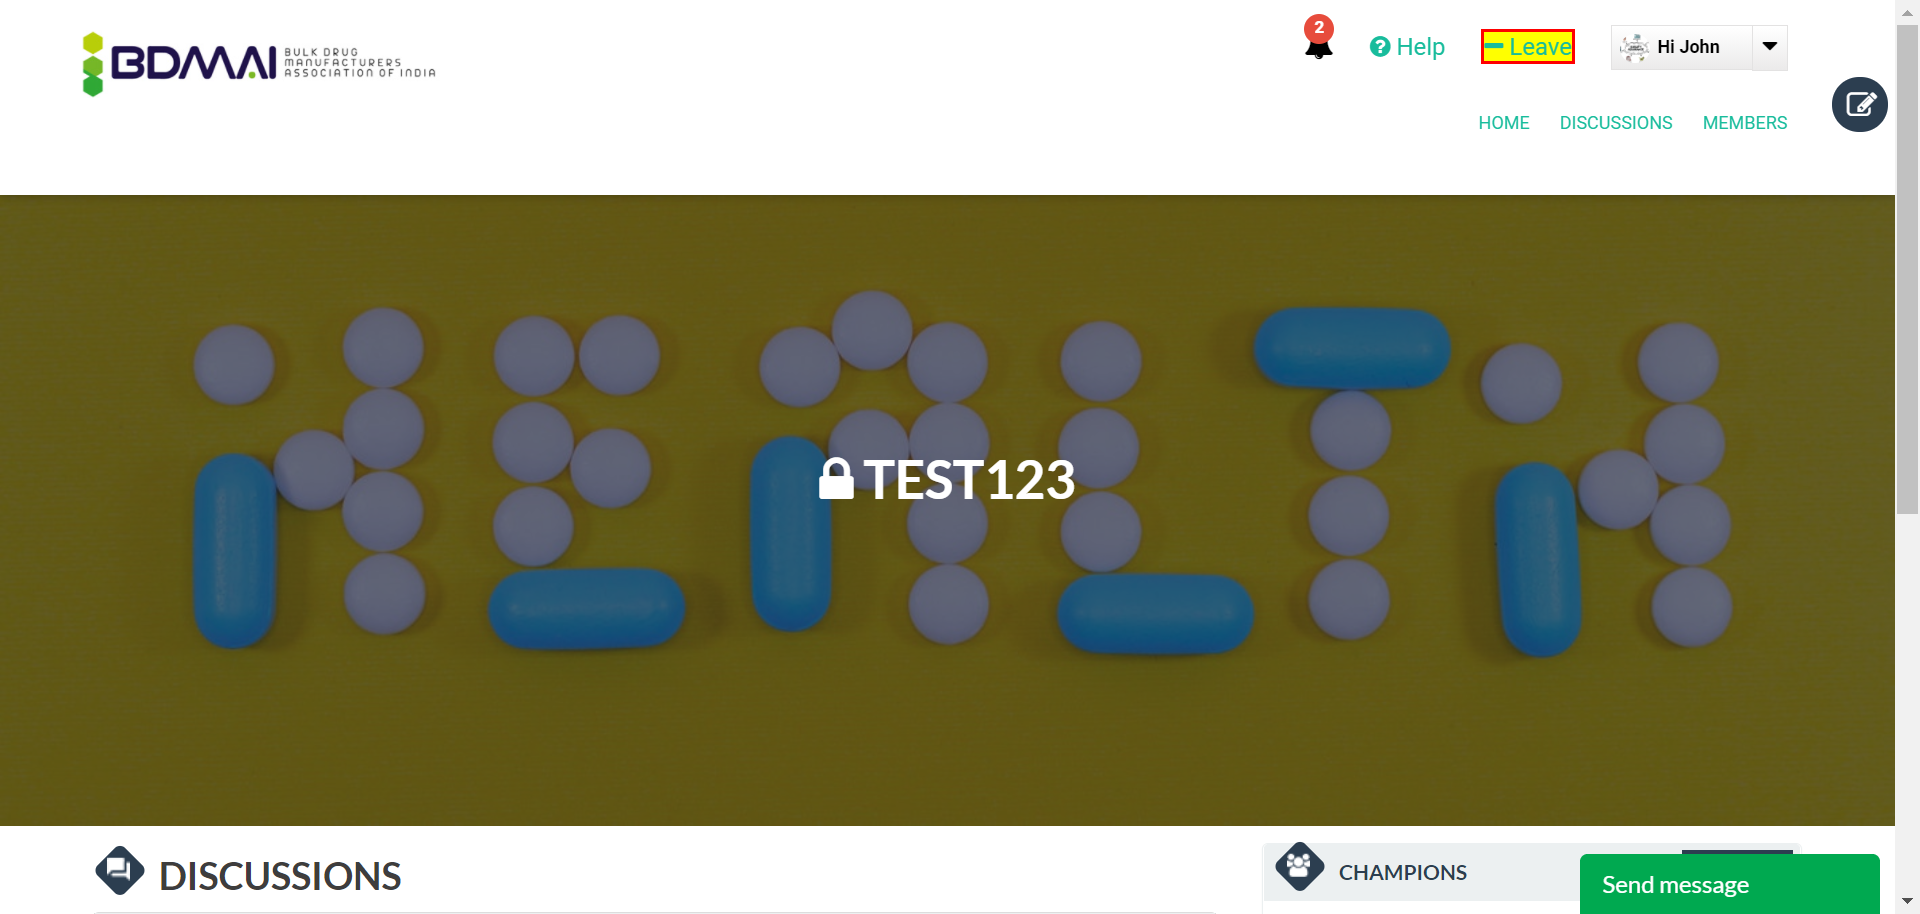 BDMAI
BULK DRUG
MANUFACTURERS
ASSOCIATION OF INDIA
2
Help
Leave
Hi John
HOME
DISCUSSIONS
MEMBERS
HEALTH
TEST123
DISCUSSIONS
CHAMPIONS
Send message